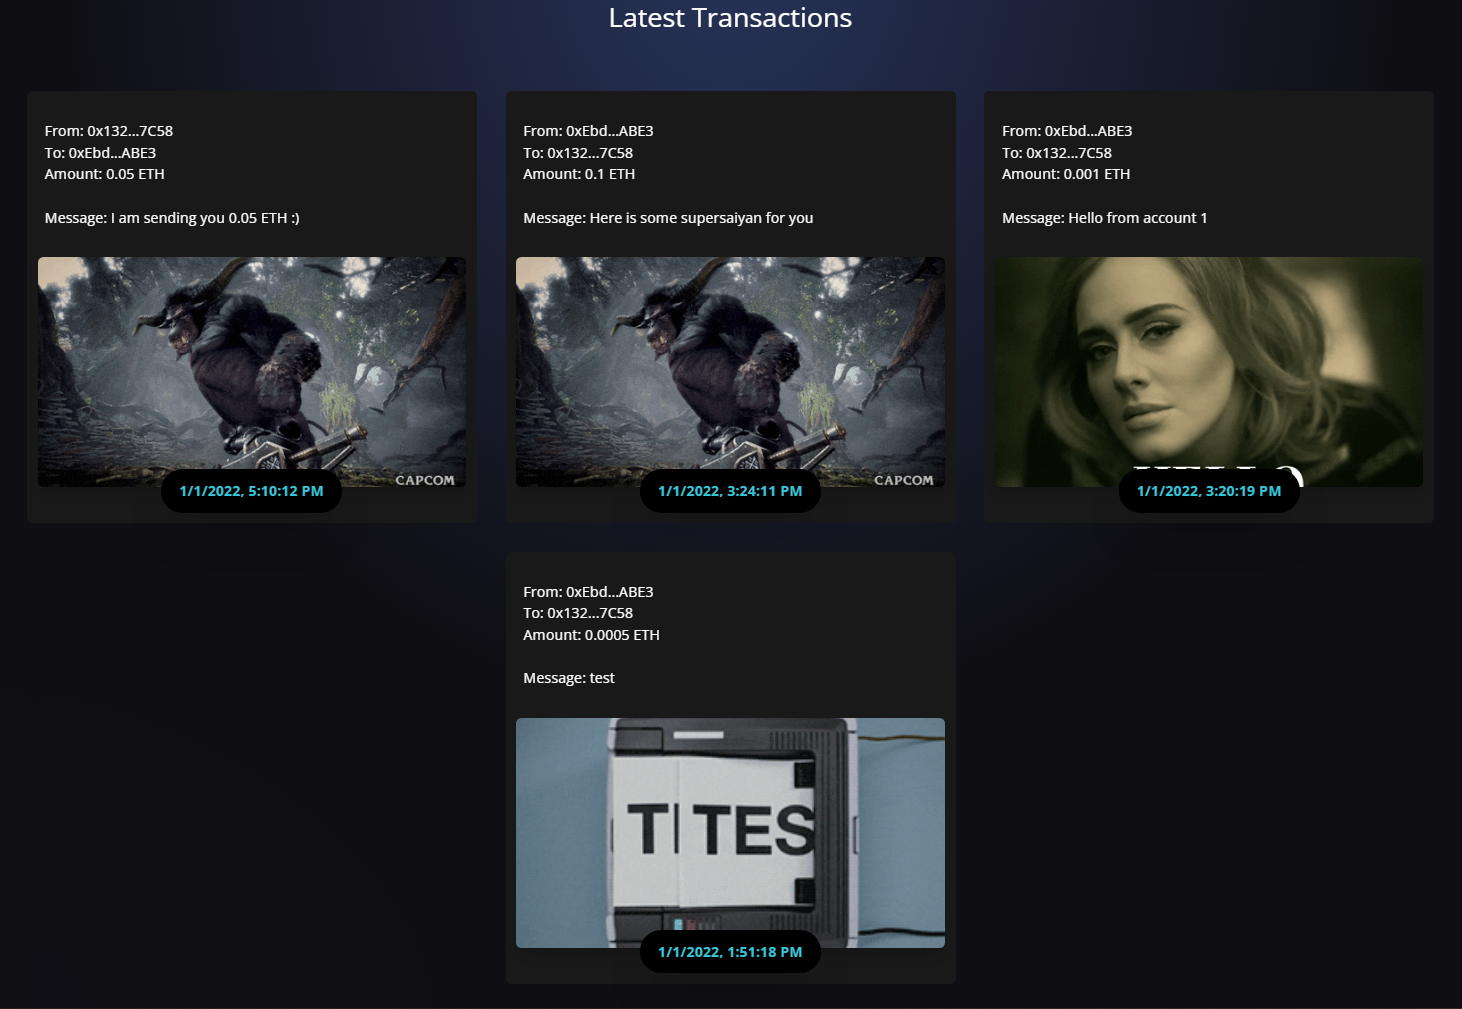 Latest Transactions
From: 0x132...7C58
To: 0xEbd...ABE3
Amount: 0.05 ETH
Message: I am sending you 0.05 ETH :)
CAPCOM
1/1/2022, 5:10:12 PM
From: 0xEbd...ABE3
To: 0x132...7C58
Amount: 0.1 ETH
Message: Here is some supersaiyan for you
CAPCOM
1/1/2022, 3:24:11 PM
From: 0xEbd...ABE3
To: 0x132...7C58
Amount: 0.001 ETH
Message: Hello from account 1
HELLO
1/1/2022, 3:20:19 PM
From: 0xEbd...ABE3
To: 0x132...7C58
Amount: 0.0005 ETH
Message: test
T TES
1/1/2022, 1:51:18 PM